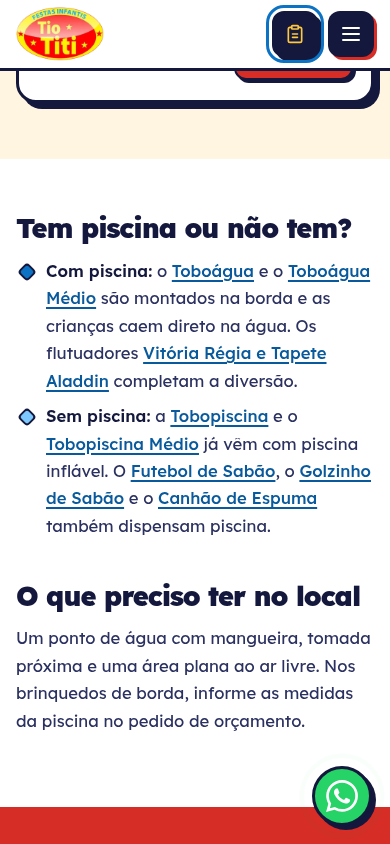 FESTAS INFANTIS
Tio
Titi
Tem piscina ou não tem?
Com piscina: o Toboágua e o Toboágua
Médio são montados na borda e as
crianças caem direto na água. Os
flutuadores Vitória Régia e Tapete
Aladdin completam a diversão.
Sem piscina: a Tobopiscina e o
Tobopiscina Médio já vêm com piscina
inflável. O Futebol de Sabão, o Golzinho
de Sabão e o Canhão de Espuma
também dispensam piscina.
O que preciso ter no local
Um ponto de água com mangueira, tomada
próxima e uma área plana ao ar livre. Nos
brinquedos de borda, informe as medidas
da piscina no pedido de orçamento.